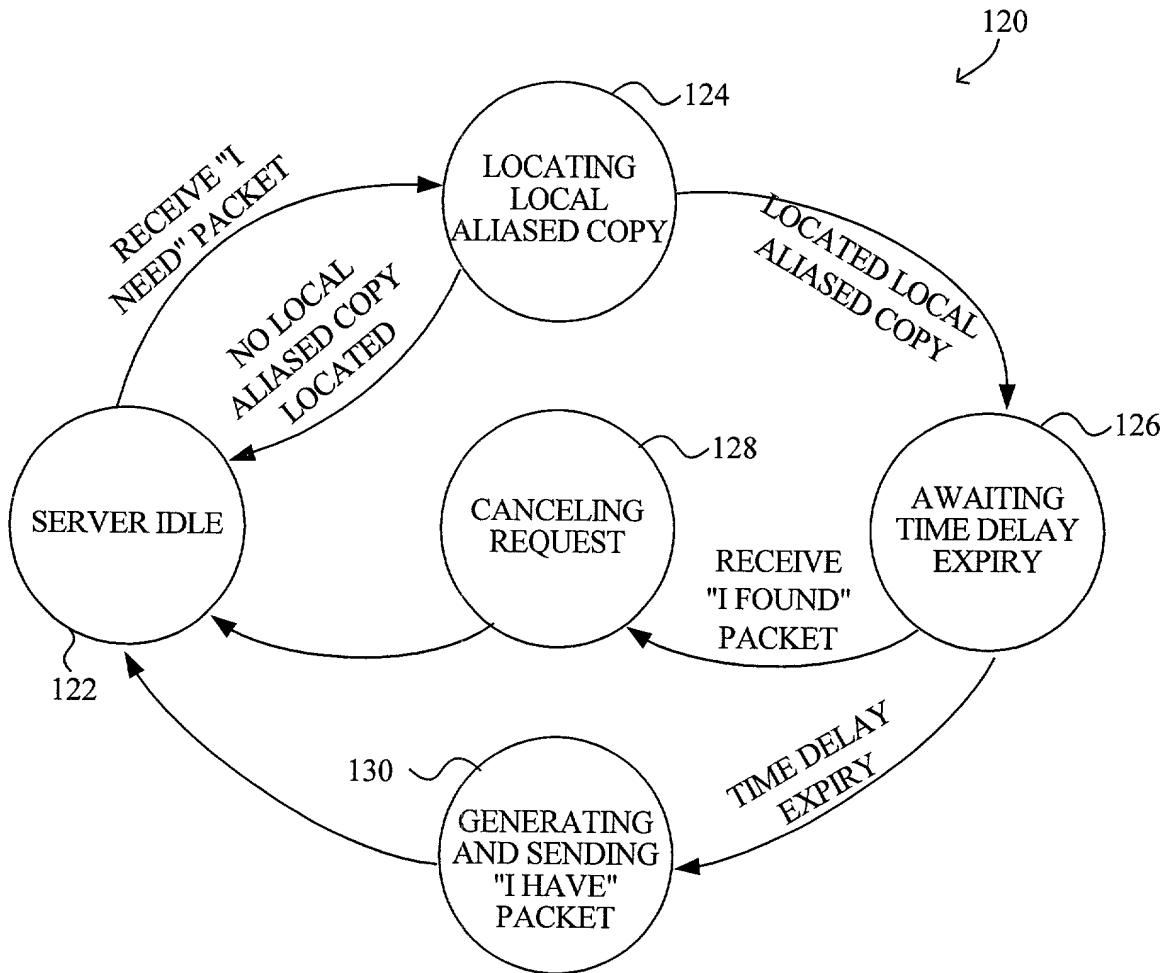 120
124
LOCATING
LOCAL
ALIASED COPY
RECEIVE "I
NEED" PACKET
NO LOCAL
ALIASED COPY
LOCATED
LOCATED LOCAL
ALIASED COPY
126
AWAITING
TIME DELAY
EXPIRY
128
CANCELING
REQUEST
SERVER IDLE
122
RECEIVE
"I FOUND"
PACKET
TIME DELAY
EXPIRY
130
GENERATING
AND SENDING
"I HAVE"
PACKET